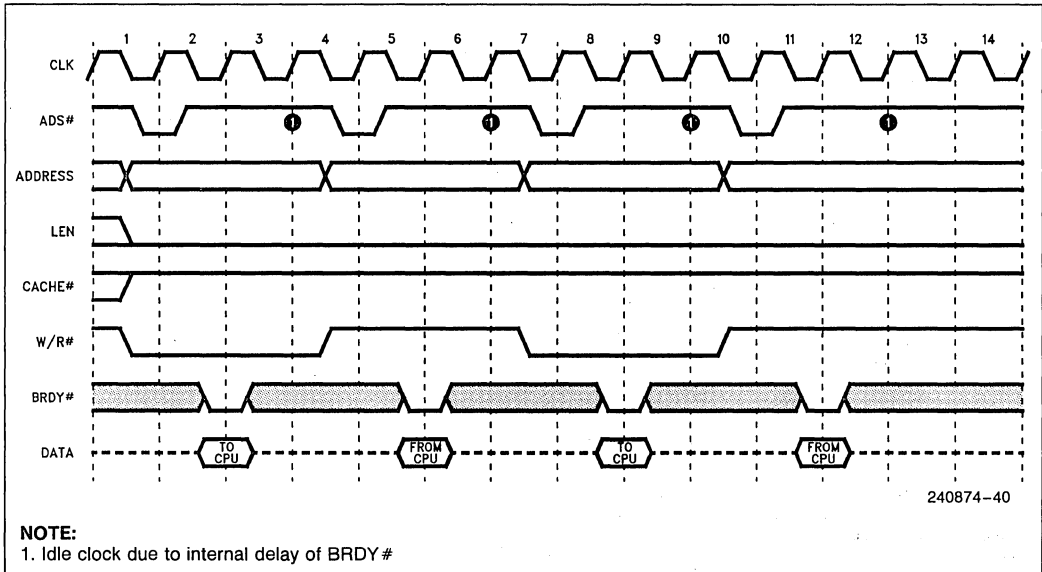 1 2 3 4 5 6 7 8 9 10 11 12 13 14
CLK
ADS#
1 1 1 1
ADDRESS
LEN
CACHE#
W/R#
BRDY#
DATA
TO CPU
FROM CPU
TO CPU
FROM CPU
240874-40
NOTE:
1. Idle clock due to internal delay of BRDY#